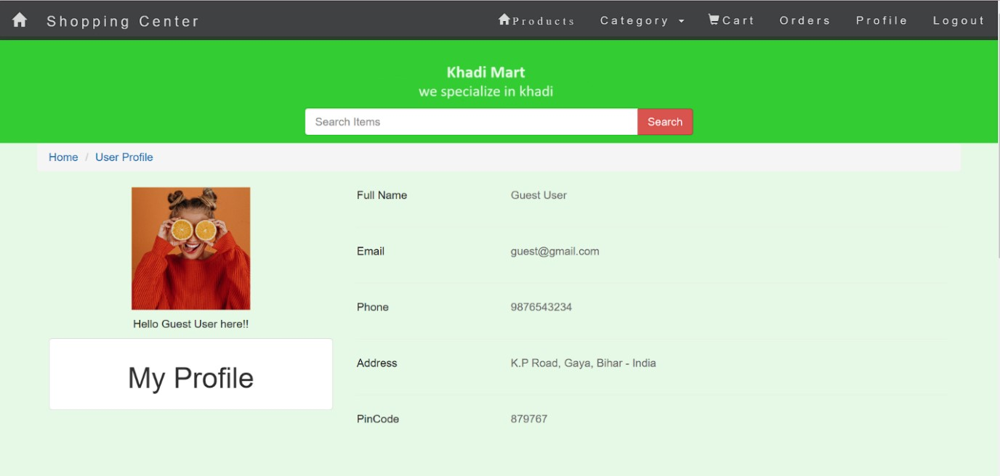 Shopping Center Products Category Cart Orders Profile Logout
Khadi Mart
we specialize in khadi
Search Items Search
Home / User Profile
Full Name Guest User
Email guest@gmail.com
Phone 9876543234
Hello Guest User here!!
Address K.P Road, Gaya, Bihar - India
My Profile
PinCode 879767